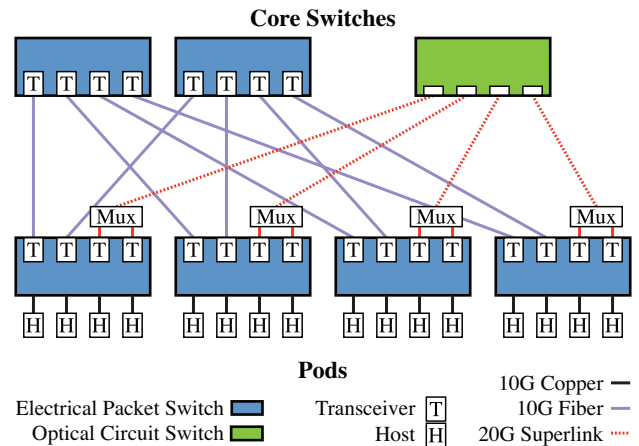 Core Switches
T T T T T T T T
Mux Mux Mux Mux
T T T T T T T T T T T T T T T T
H H H H H H H H H H H H H H H H
Pods
10G Copper
Electrical Packet Switch Transceiver T 10G Fiber
Optical Circuit Switch Host H 20G Superlink